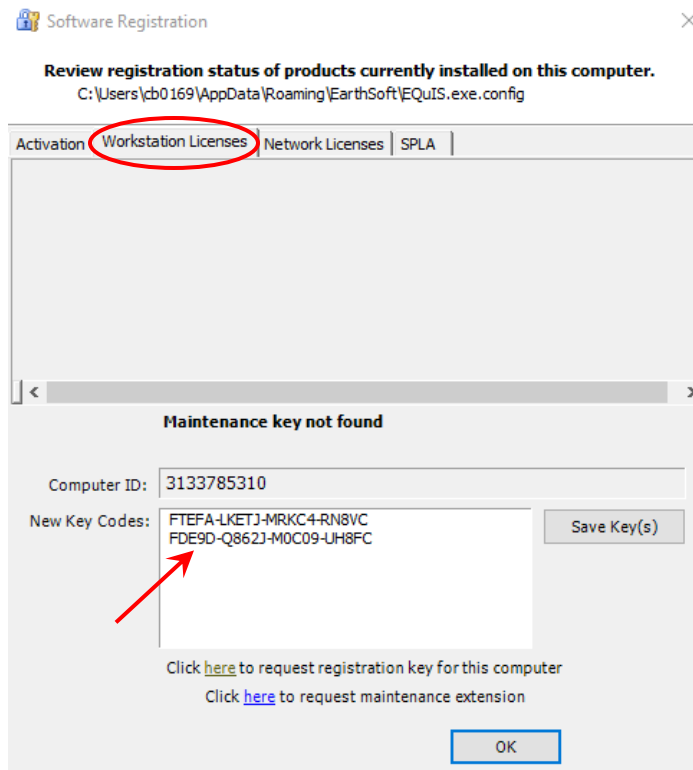 Software Registration
Review registration status of products currently installed on this computer.
C:\Users\cb0169\AppData\Roaming\EarthSoft\EQuIS.exe.config
Activation Workstation Licenses Network Licenses SPLA
Maintenance key not found
Computer ID: 3133785310
New Key Codes: FTEFA-LKETJ-MRKC4-RN8VC
FDE9D-Q862J-M0C09-UH8FC
Save Key(s)
Click here to request registration key for this computer
Click here to request maintenance extension
OK